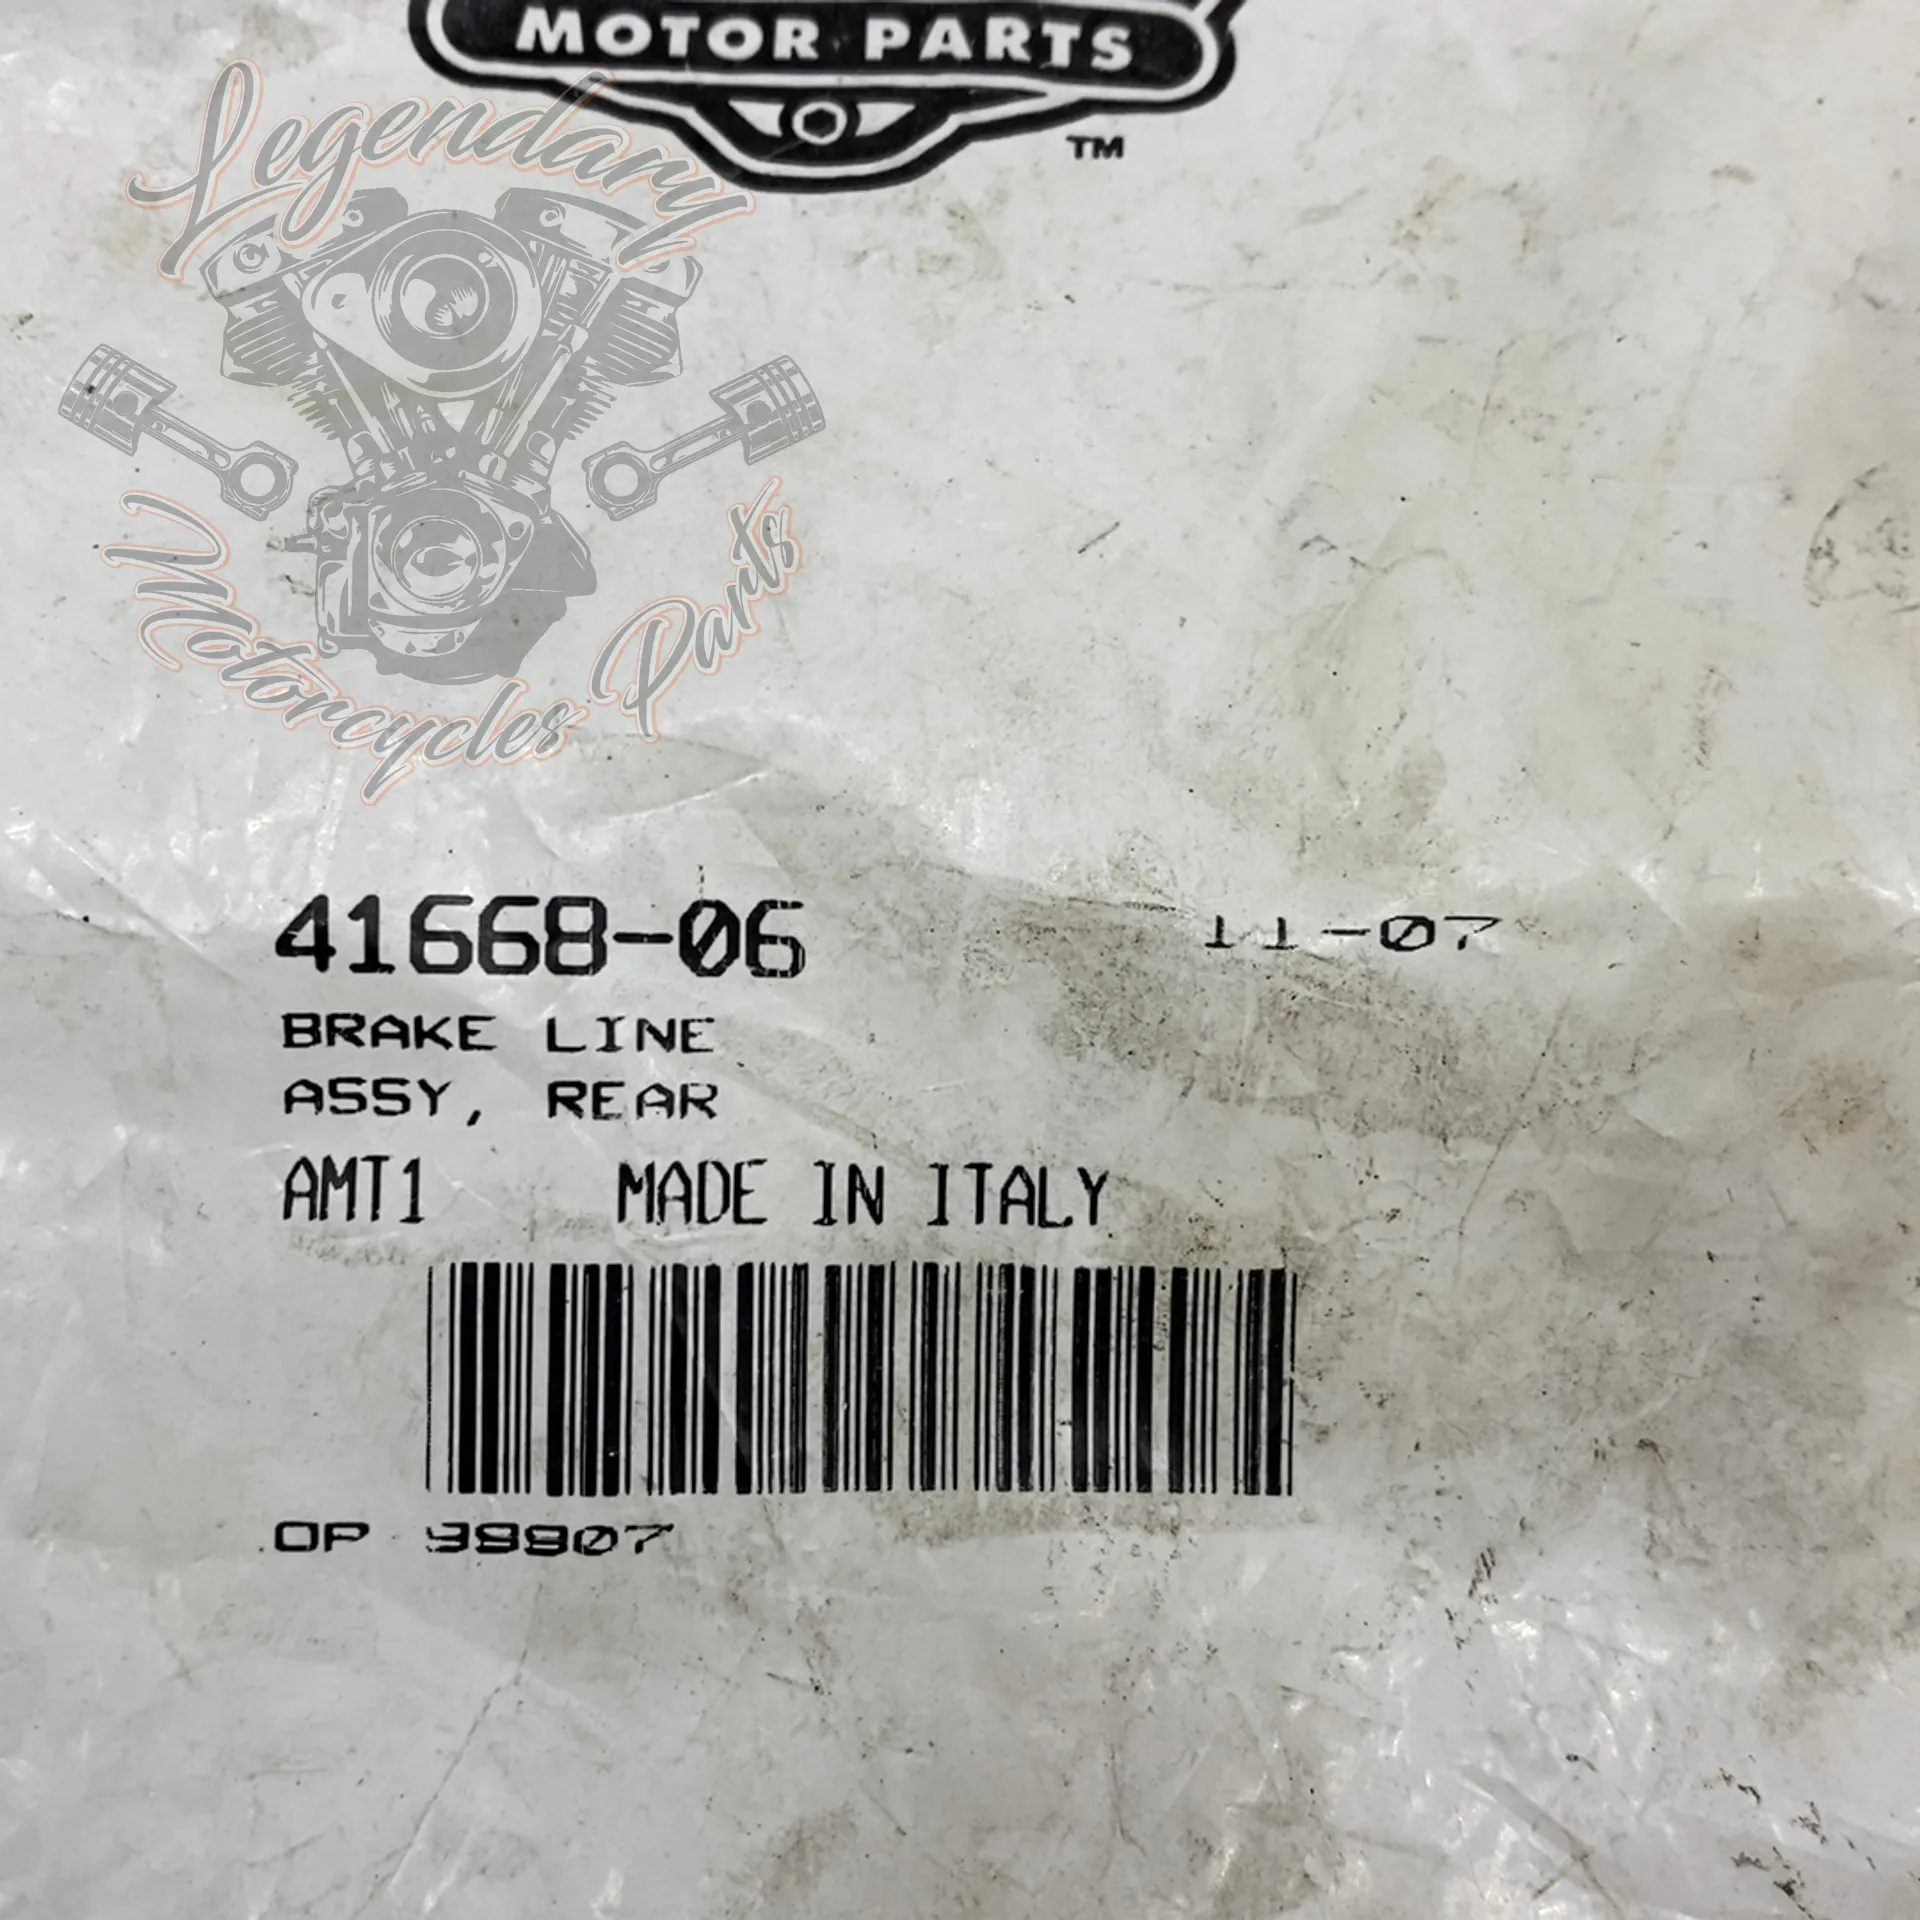 MOTOR PARTS
TM
Legendary
Motorcycles Parts
41668-06 11-07
BRAKE LINE
ASSY, REAR
AMT1 MADE IN ITALY
OP 99907